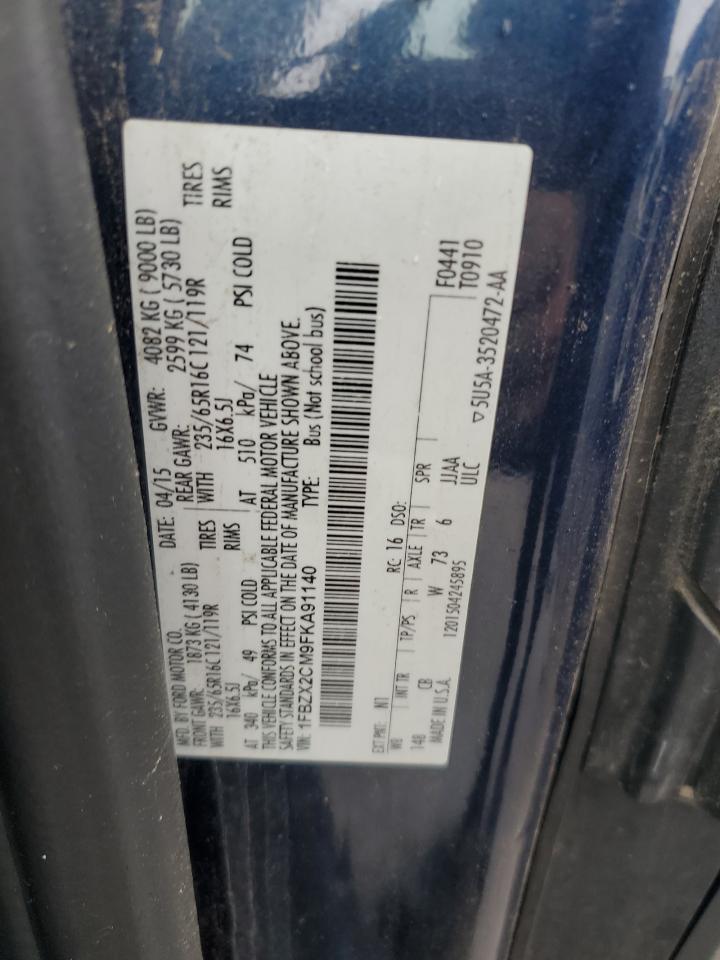 MFD. BY FORD MOTOR CO. DATE: 04/15 GVWR: 4082 KG ( 9000 LB)
FRONT GAWR: 1873 KG ( 4130 LB) REAR GAWR: 2599 KG ( 5730 LB)
WITH 235/65R16C 121/119R TIRES WITH 235/65R16C 121/119R TIRES
16X6.5J RIMS 16X6.5J RIMS
AT 340 kPa/ 49 PSI COLD AT 510 kPa/ 74 PSI COLD
THIS VEHICLE CONFORMS TO ALL APPLICABLE FEDERAL MOTOR VEHICLE
SAFETY STANDARDS IN EFFECT ON THE DATE OF MANUFACTURE SHOWN ABOVE.
VIN: 1FBZX2CM9FKA91140 TYPE: Bus (Not school bus)
EXT PNT: N1 RC: 16 DSO: F0441
WB INT TR TP/PS R AXLE TR SPR T0910
148 CB W 73 6 JJAA
MADE IN U.S.A. ULC ▽5U5A-3520472-AA
1201504245895